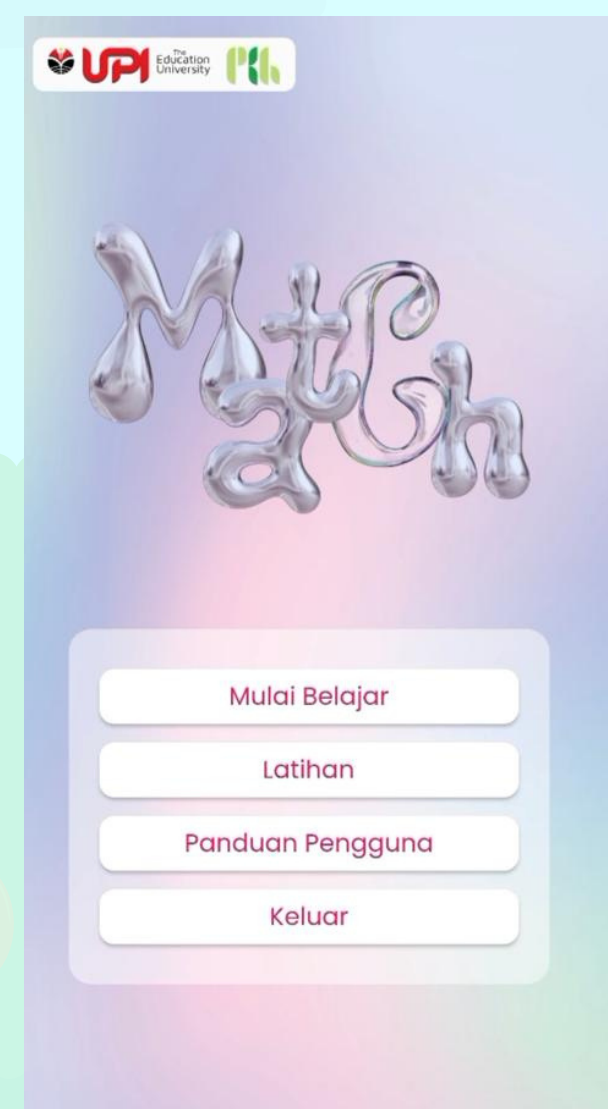 UPI The Education University
MatCh
Mulai Belajar
Latihan
Panduan Pengguna
Keluar